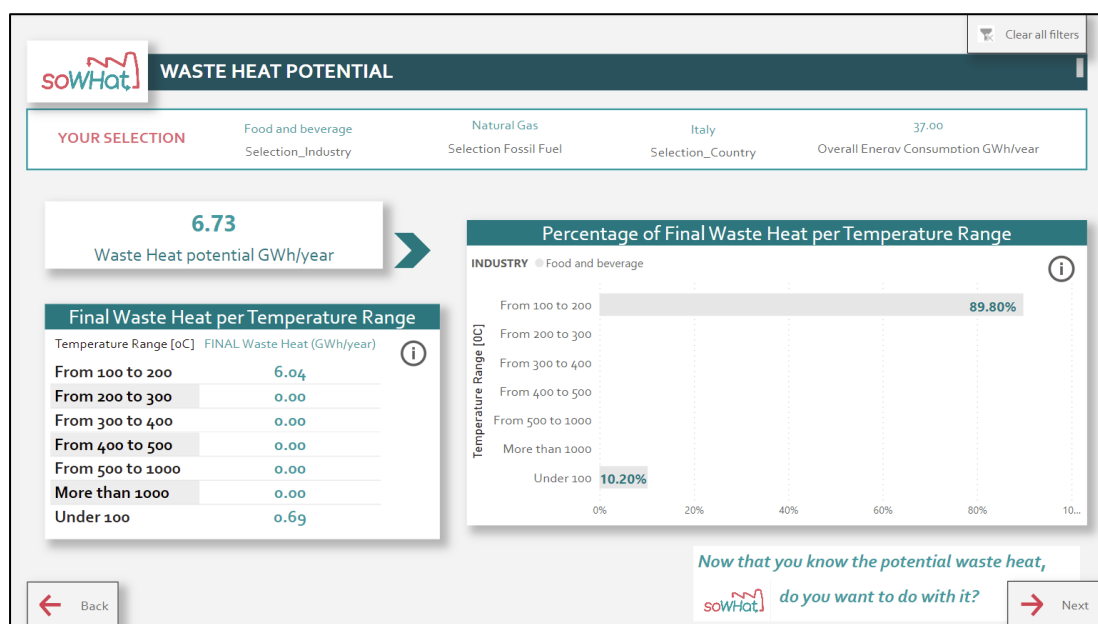 Clear all filters
soWHat
WASTE HEAT POTENTIAL
YOUR SELECTION
Food and beverage
Selection_Industry
Natural Gas
Selection Fossil Fuel
Italy
Selection_Country
37.00
Overall Energy Consumption GWh/year
6.73
Waste Heat potential GWh/year
Final Waste Heat per Temperature Range
Temperature Range [0C] FINAL Waste Heat (GWh/year)
From 100 to 200 6.04
From 200 to 300 0.00
From 300 to 400 0.00
From 400 to 500 0.00
From 500 to 1000 0.00
More than 1000 0.00
Under 100 0.69
Percentage of Final Waste Heat per Temperature Range
INDUSTRY Food and beverage
Temperature Range [0C]
From 100 to 200 89.80%
From 200 to 300
From 300 to 400
From 400 to 500
From 500 to 1000
More than 1000
Under 100 10.20%
0% 20% 40% 60% 80% 10...
Now that you know the potential waste heat,
soWHat do you want to do with it?
Back
Next